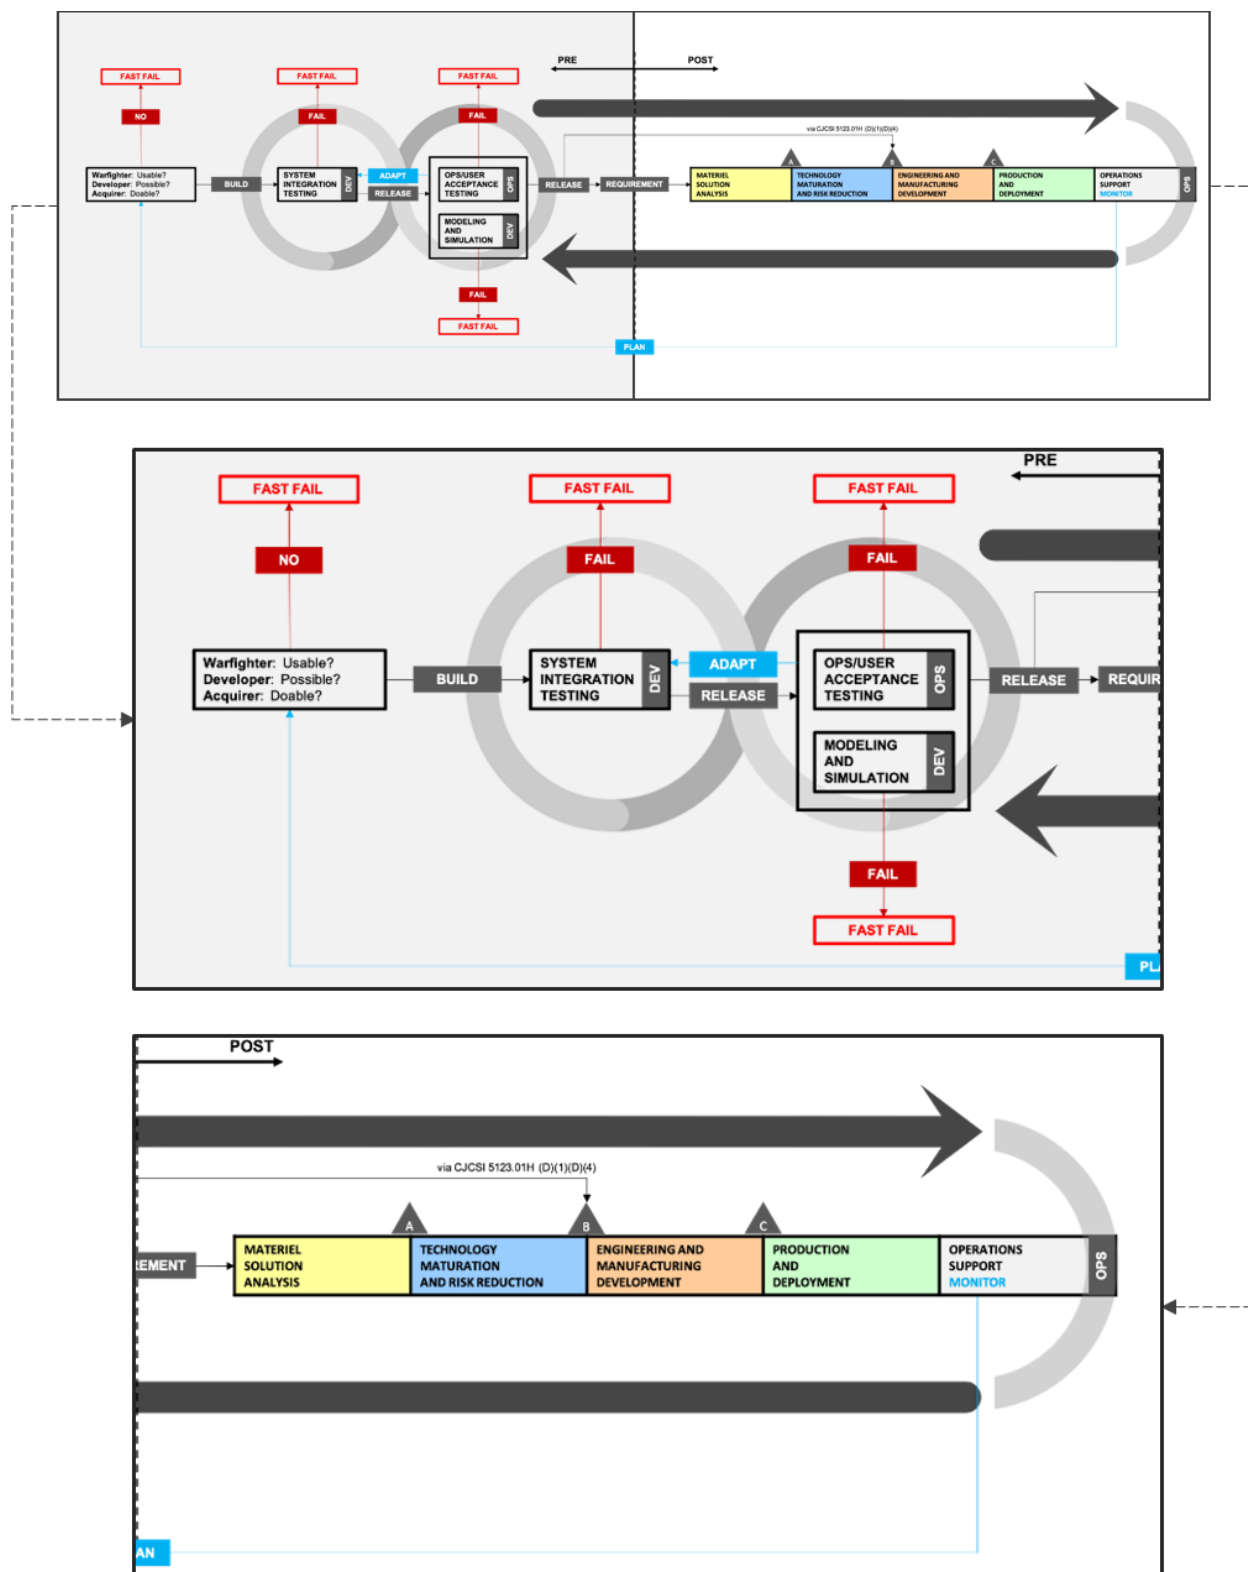 PRE
POST
FAST FAIL
FAST FAIL
FAST FAIL
NO
FAIL
FAIL
via CJCSI 5123.01H (D)(1)(D)(4)
A
B
C
Warfighter: Usable?
Developer: Possible?
Acquirer: Doable?
BUILD
SYSTEM
INTEGRATION
TESTING
DEV
ADAPT
RELEASE
OPS/USER
ACCEPTANCE
TESTING
OPS
MODELING
AND
SIMULATION
DEV
RELEASE
REQUIREMENT
MATERIEL
SOLUTION
ANALYSIS
TECHNOLOGY
MATURATION
AND RISK REDUCTION
ENGINEERING AND
MANUFACTURING
DEVELOPMENT
PRODUCTION
AND
DEPLOYMENT
OPERATIONS
SUPPORT
MONITOR
OPS
FAIL
FAST FAIL
PLAN
PRE
FAST FAIL
FAST FAIL
FAST FAIL
NO
FAIL
FAIL
Warfighter: Usable?
Developer: Possible?
Acquirer: Doable?
BUILD
SYSTEM
INTEGRATION
TESTING
DEV
ADAPT
RELEASE
OPS/USER
ACCEPTANCE
TESTING
OPS
MODELING
AND
SIMULATION
DEV
RELEASE
REQUIR
FAIL
FAST FAIL
PLA
POST
via CJCSI 5123.01H (D)(1)(D)(4)
A
B
C
REMENT
MATERIEL
SOLUTION
ANALYSIS
TECHNOLOGY
MATURATION
AND RISK REDUCTION
ENGINEERING AND
MANUFACTURING
DEVELOPMENT
PRODUCTION
AND
DEPLOYMENT
OPERATIONS
SUPPORT
MONITOR
OPS
AN